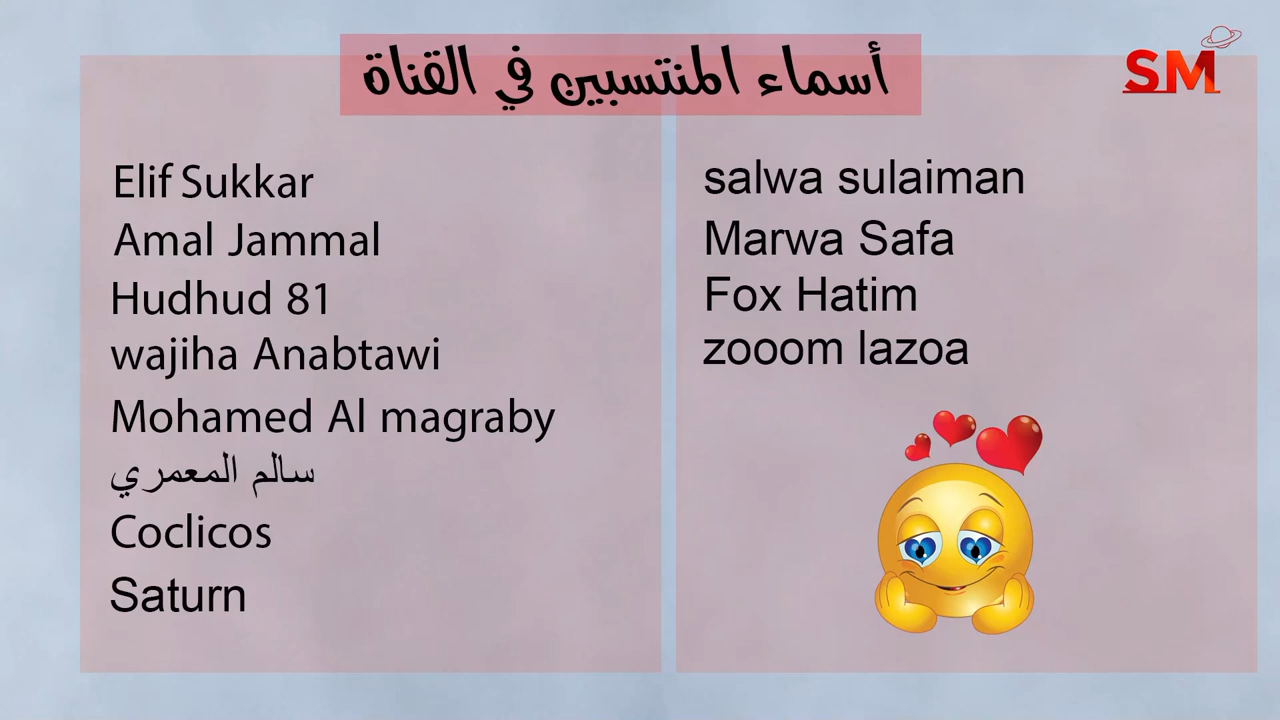 أسماء المنتسبين في القناة
SM
Elif Sukkar
Amal Jammal
Hudhud 81
wajiha Anabtawi
Mohamed Al magraby
سالم المعمري
Coclicos
Saturn
salwa sulaiman
Marwa Safa
Fox Hatim
zooom lazoa